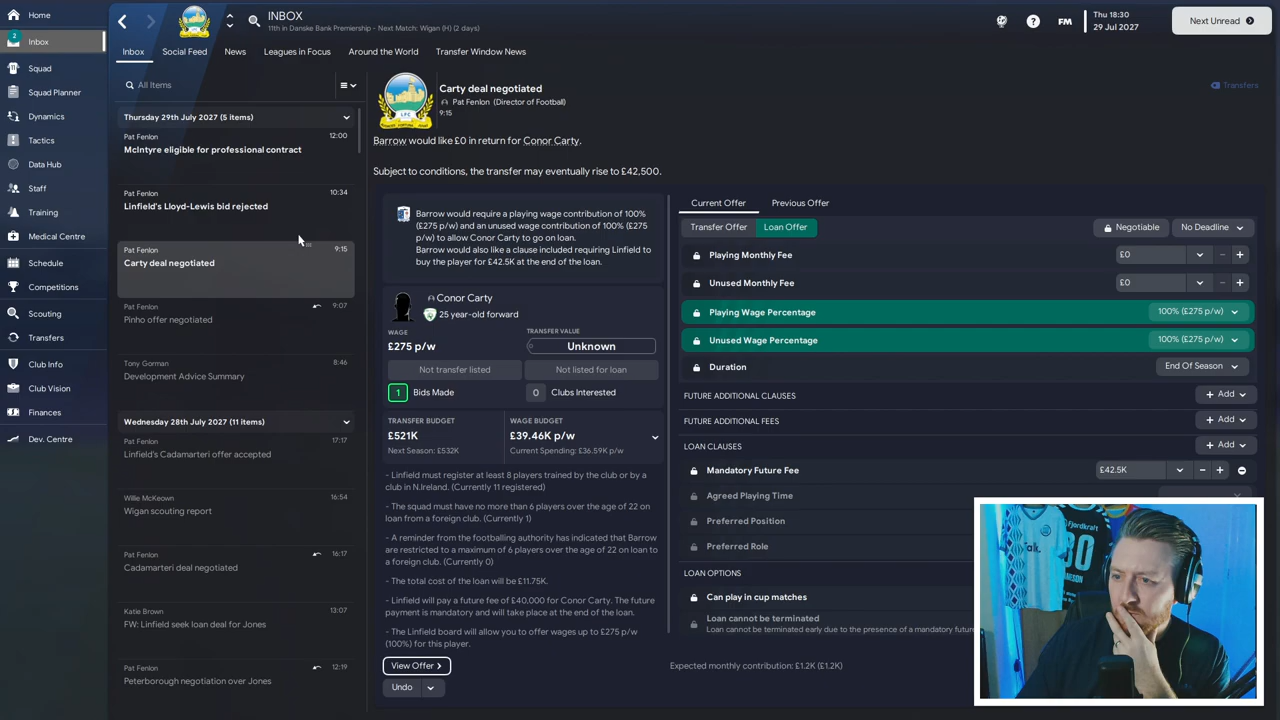 Home
2
Inbox
Squad
Squad Planner
Dynamics
Tactics
Data Hub
Staff
Training
Medical Centre
Schedule
Competitions
Scouting
Transfers
Club Info
Club Vision
Finances
Dev. Centre
INBOX
11th in Danske Bank Premiership - Next Match: Wigan (H) (2 days)
FM
Thu 18:30
29 Jul 2027
Next Unread
Inbox
Social Feed
News
Leagues in Focus
Around the World
Transfer Window News
All Items
Thursday 29th July 2027 (5 items)
Pat Fenlon
12:00
McIntyre eligible for professional contract
Pat Fenlon
10:34
Linfield's Lloyd-Lewis bid rejected
Pat Fenlon
9:15
Carty deal negotiated
Pat Fenlon
9:07
Pinho offer negotiated
Tony Gorman
8:46
Development Advice Summary
Wednesday 28th July 2027 (11 items)
Pat Fenlon
17:17
Linfield's Cadamarteri offer accepted
Willie McKeown
16:54
Wigan scouting report
Pat Fenlon
16:17
Cadamarteri deal negotiated
Katie Brown
13:07
FW: Linfield seek loan deal for Jones
Pat Fenlon
12:19
Peterborough negotiation over Jones
Carty deal negotiated
Pat Fenlon (Director of Football)
9:15
Transfers
Barrow would like £0 in return for Conor Carty.
Subject to conditions, the transfer may eventually rise to £42,500.
Barrow would require a playing wage contribution of 100%
(£275 p/w) and an unused wage contribution of 100% (£275
p/w) to allow Conor Carty to go on loan.
Barrow would also like a clause included requiring Linfield to
buy the player for £42.5K at the end of the loan.
Conor Carty
25 year-old forward
WAGE
£275 p/w
TRANSFER VALUE
Unknown
Not transfer listed
Not listed for loan
1 Bids Made
0 Clubs Interested
TRANSFER BUDGET
£521K
Next Season: £532K
WAGE BUDGET
£39.46K p/w
Current Spending: £36.59K p/w
- Linfield must register at least 8 players trained by the club or by a
club in N.Ireland. (Currently 11 registered)
- The squad must have no more than 6 players over the age of 22 on
loan from a foreign club. (Currently 1)
- A reminder from the footballing authority has indicated that Barrow
are restricted to a maximum of 6 players over the age of 22 on loan to
a foreign club. (Currently 0)
- The total cost of the loan will be £11.75K.
- Linfield will pay a future fee of £40,000 for Conor Carty. The future
payment is mandatory and will take place at the end of the loan.
- The Linfield board will allow you to offer wages up to £275 p/w
(100%) for this player.
View Offer
Undo
Current Offer
Previous Offer
Transfer Offer
Loan Offer
Negotiable
No Deadline
Playing Monthly Fee
£0
Unused Monthly Fee
£0
Playing Wage Percentage
100% (£275 p/w)
Unused Wage Percentage
100% (£275 p/w)
Duration
End Of Season
FUTURE ADDITIONAL CLAUSES
Add
FUTURE ADDITIONAL FEES
Add
LOAN CLAUSES
Add
Mandatory Future Fee
£42.5K
Agreed Playing Time
Preferred Position
Preferred Role
LOAN OPTIONS
Can play in cup matches
Loan cannot be terminated
Loan cannot be terminated early due to the presence of a mandatory future
Expected monthly contribution: £1.2K (£1.2K)
Fjordkraft